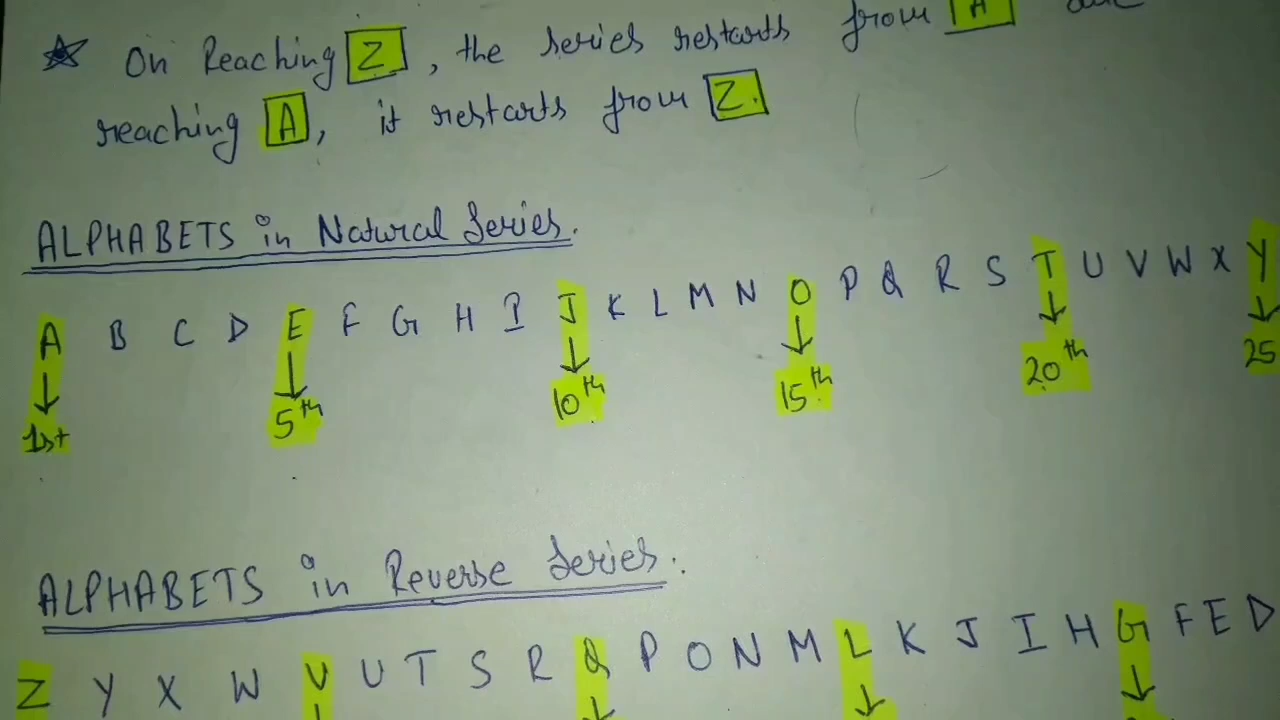 ☆ On Reaching Z, the series restarts from A
reaching A, it restarts from Z.
ALPHABETS in Natural Series.
A B C D E F G H I J K L M N O P Q R S T U V W X Y
1st 5th 10th 15th 20th 25
ALPHABETS in Reverse Series.
Z Y X W V U T S R Q P O N M L K J I H G F E D